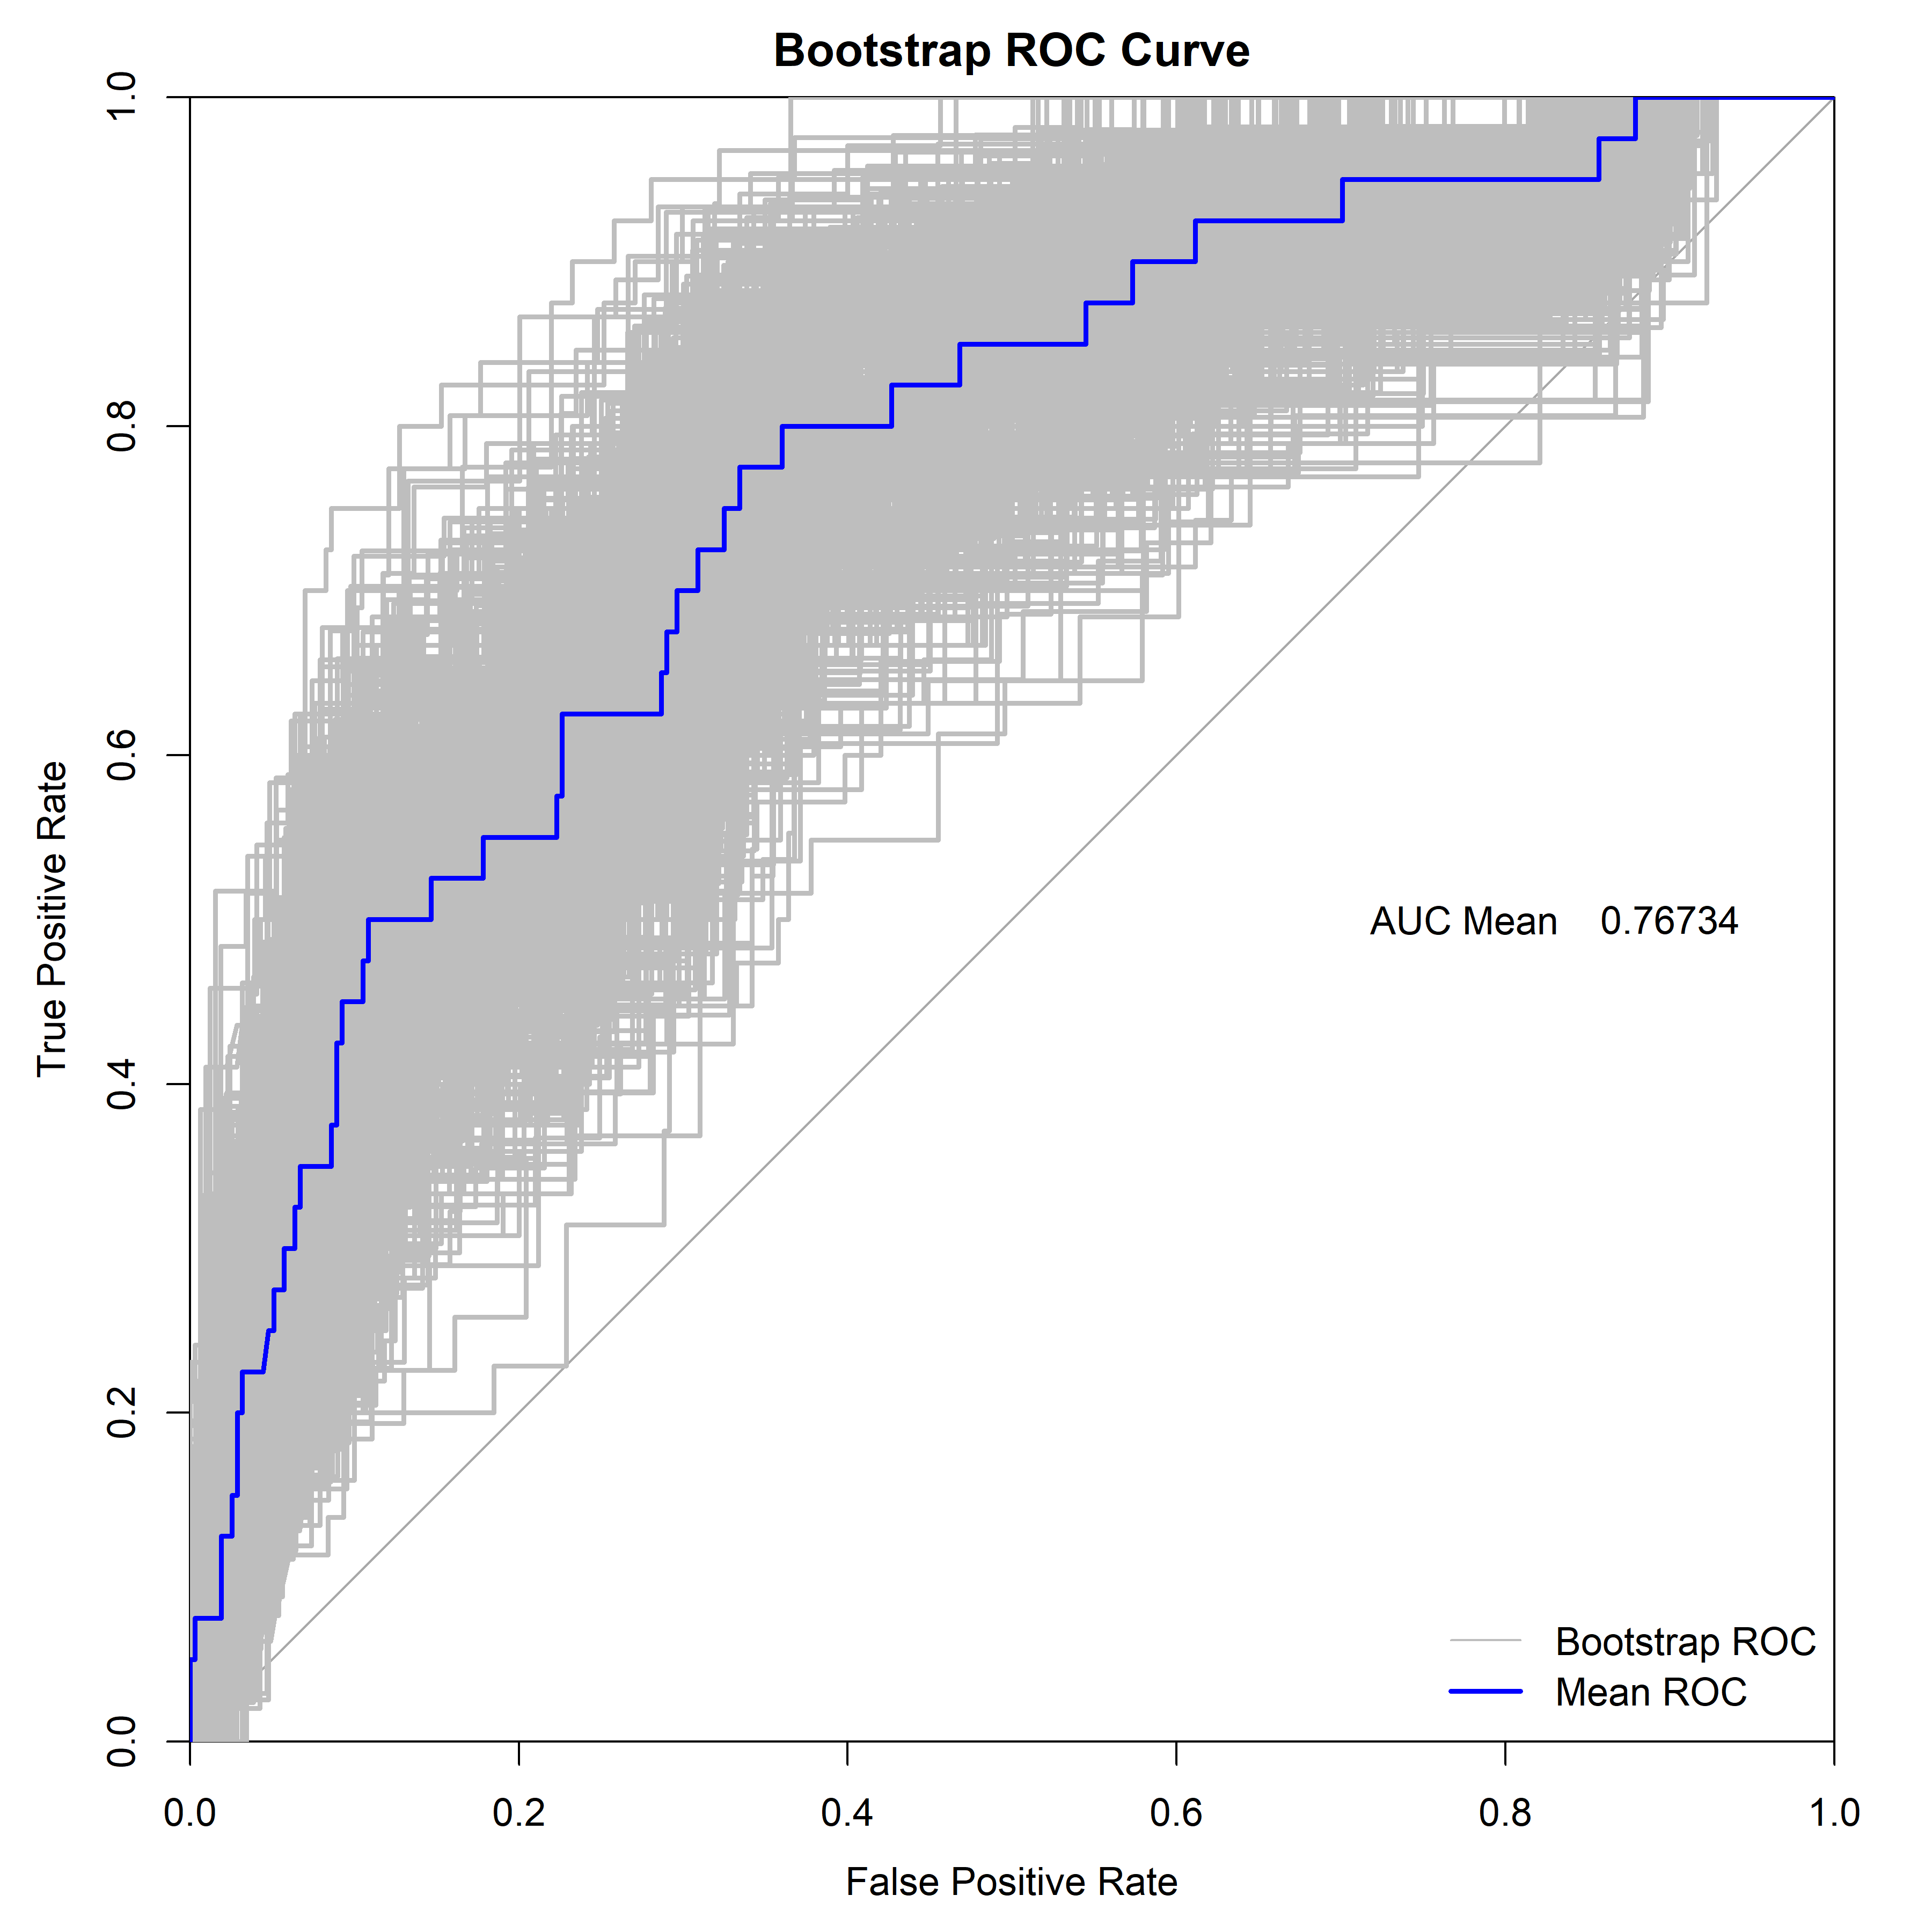 Bootstrap ROC Curve
True Positive Rate
1.0
0.8
0.6
0.4
0.2
0.0
AUC Mean 0.76734
Bootstrap ROC
Mean ROC
0.0 0.2 0.4 0.6 0.8 1.0
False Positive Rate